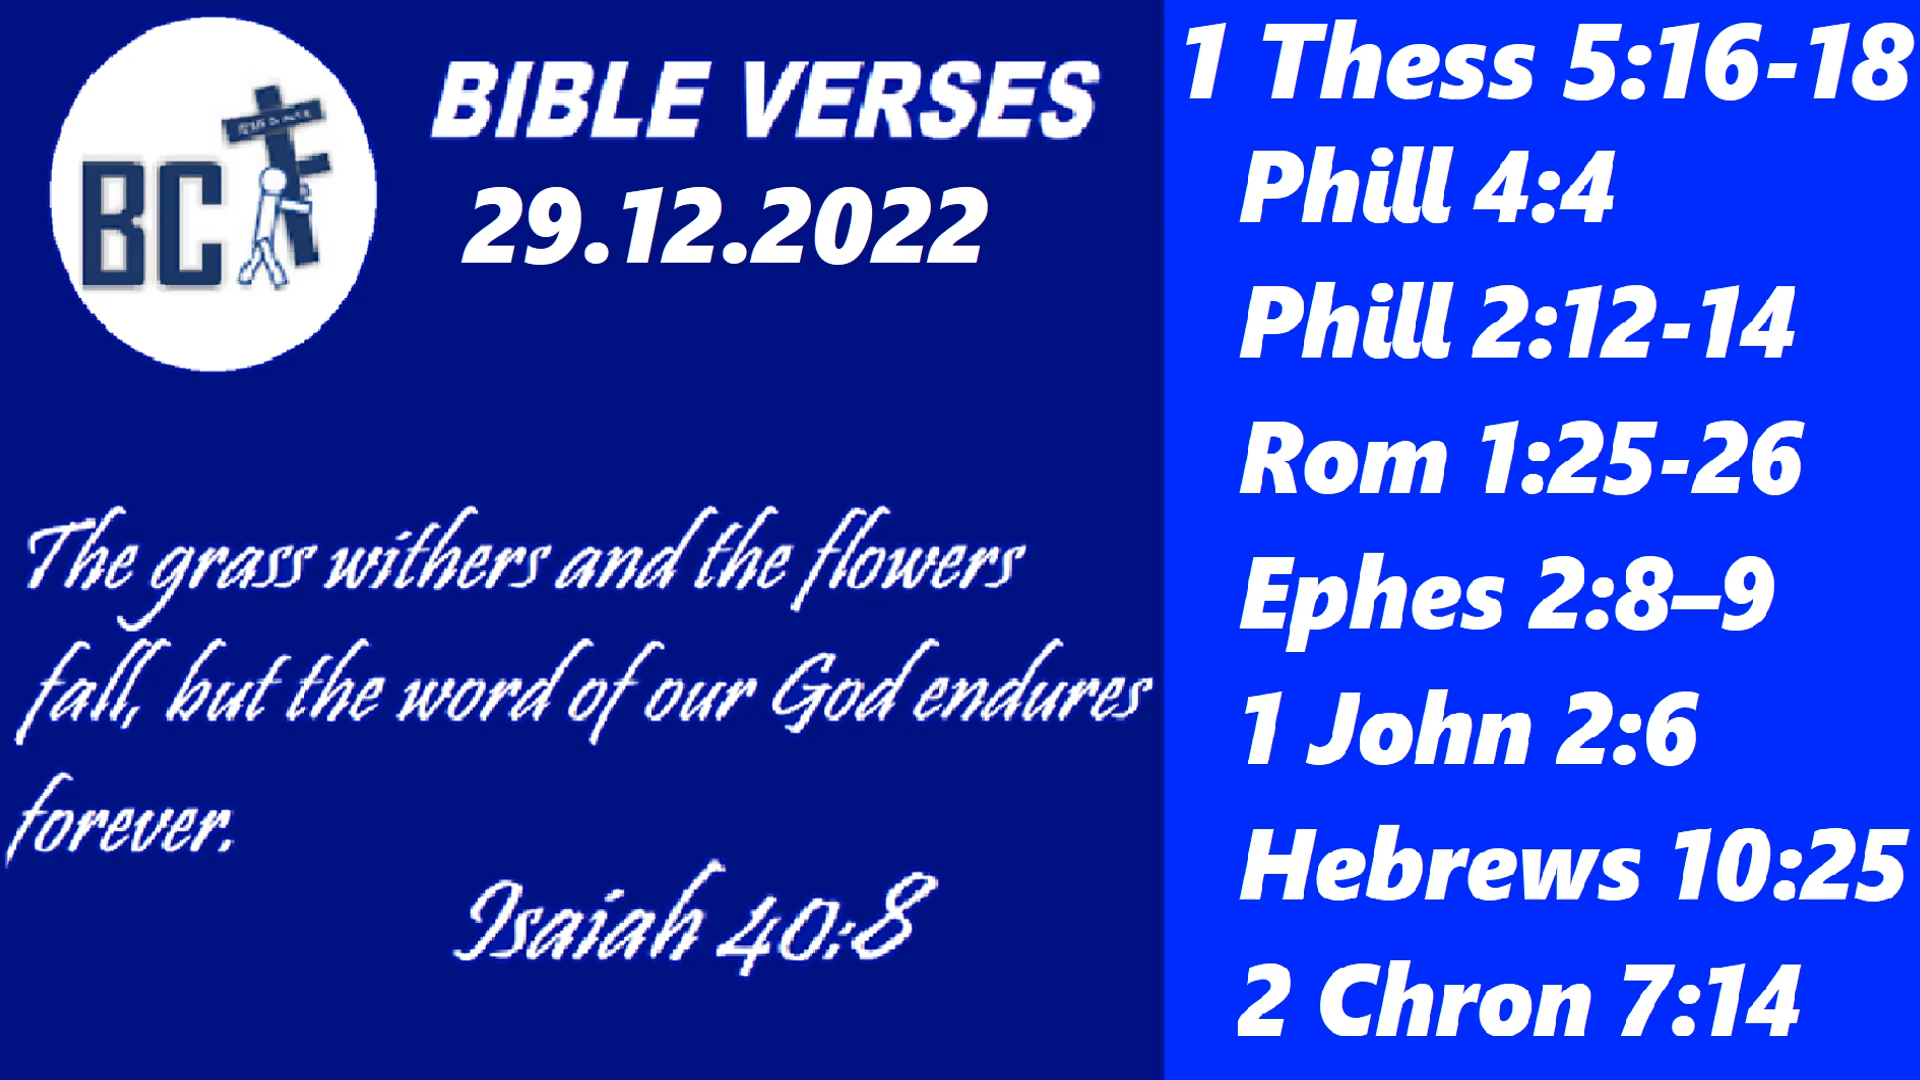 BC
BIBLE VERSES
29.12.2022
The grass withers and the flowers
fall, but the word of our God endures
forever.
Isaiah 40:8
1 Thess 5:16-18
Phill 4:4
Phill 2:12-14
Rom 1:25-26
Ephes 2:8–9
1 John 2:6
Hebrews 10:25
2 Chron 7:14